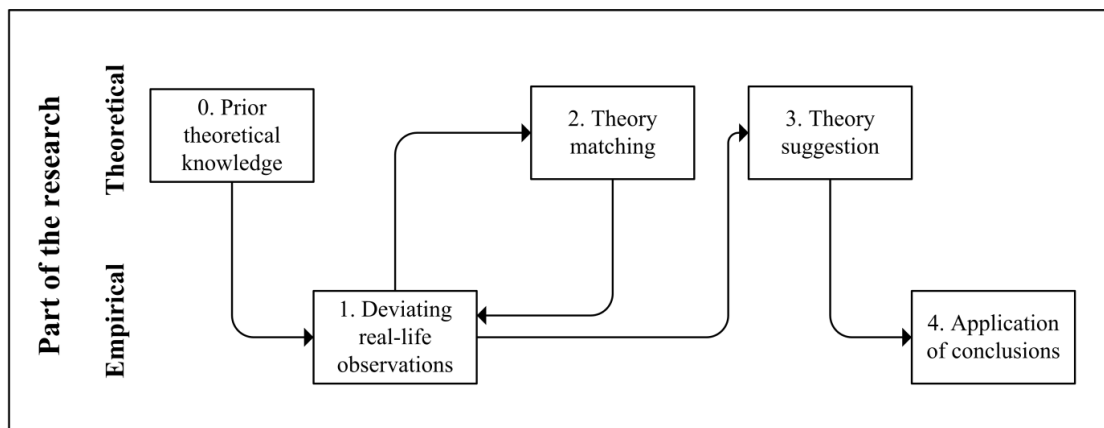 Part of the research
Theoretical
Empirical
0. Prior
theoretical
knowledge
2. Theory
matching
3. Theory
suggestion
1. Deviating
real-life
observations
4. Application
of conclusions